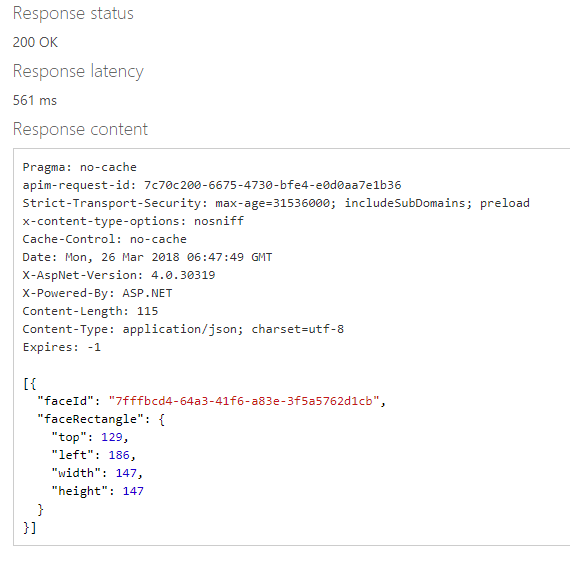 Response status
200 OK
Response latency
561 ms
Response content
Pragma: no-cache
apim-request-id: 7c70c200-6675-4730-bfe4-e0d0aa7e1b36
Strict-Transport-Security: max-age=31536000; includeSubDomains; preload
x-content-type-options: nosniff
Cache-Control: no-cache
Date: Mon, 26 Mar 2018 06:47:49 GMT
X-AspNet-Version: 4.0.30319
X-Powered-By: ASP.NET
Content-Length: 115
Content-Type: application/json; charset=utf-8
Expires: -1
[{
"faceId": "7fffbcd4-64a3-41f6-a83e-3f5a5762d1cb",
"faceRectangle": {
"top": 129,
"left": 186,
"width": 147,
"height": 147
}
}]